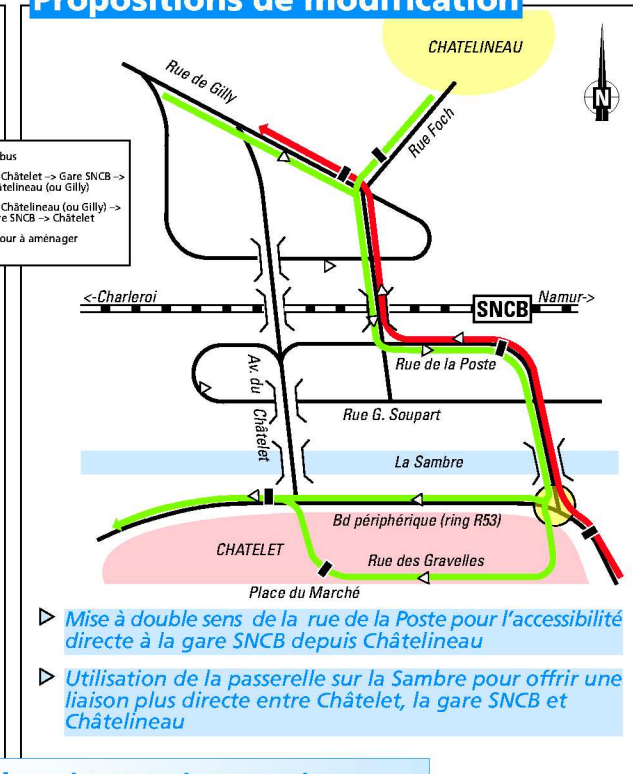 Propositions de modification
CHATELINEAU
Rue de Gilly
Rue Foch
N
bus
Châtelet –> Gare SNCB –>
âtelineau (ou Gilly)
Châtelineau (ou Gilly) –>
re SNCB –> Châtelet
our à aménager
<-Charleroi
SNCB
Namur->
Rue de la Poste
Av. du Châtelet
Rue G. Soupart
La Sambre
Bd périphérique (ring R53)
CHATELET
Rue des Gravelles
Place du Marché
Mise à double sens de la rue de la Poste pour l'accessibilité
directe à la gare SNCB depuis Châtelineau
Utilisation de la passerelle sur la Sambre pour offrir une
liaison plus directe entre Châtelet, la gare SNCB et
Châtelineau